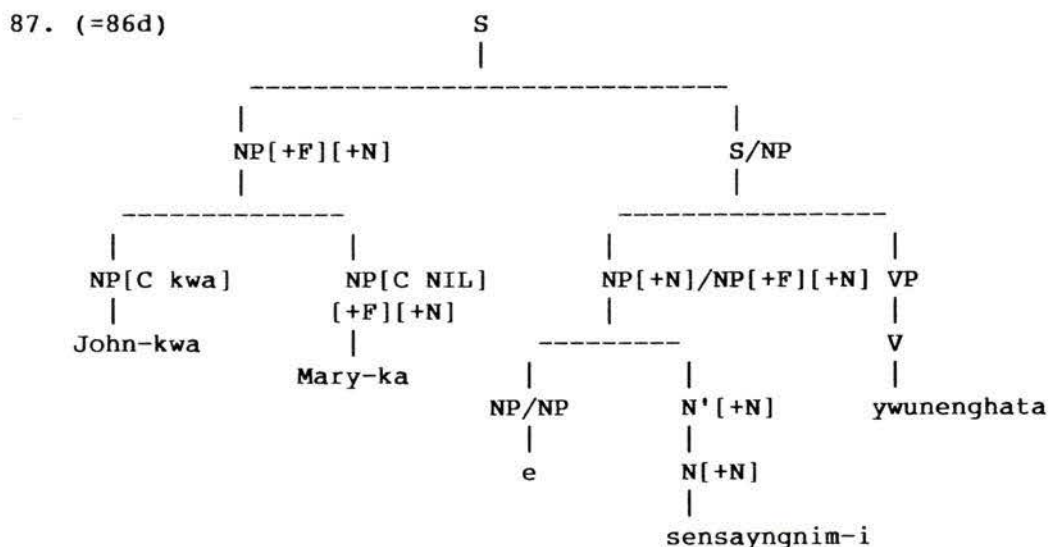 87. (=86d) S
NP[+F][+N] S/NP
NP[C kwa] NP[C NIL] NP[+N]/NP[+F][+N] VP
[+F][+N]
John-kwa V
Mary-ka
NP/NP N'[+N] ywunenghata
e N[+N]
sensayngnim-i